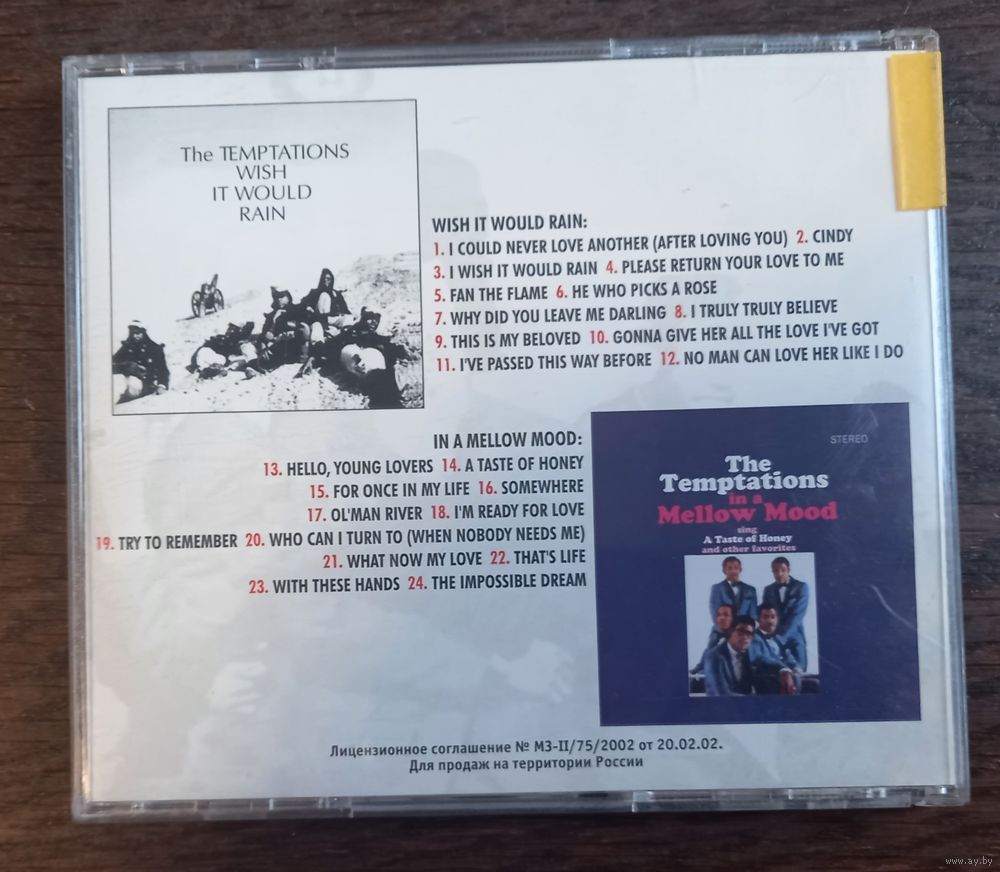 The TEMPTATIONS
WISH
IT WOULD
RAIN
WISH IT WOULD RAIN:
1. I COULD NEVER LOVE ANOTHER (AFTER LOVING YOU) 2. CINDY
3. I WISH IT WOULD RAIN 4. PLEASE RETURN YOUR LOVE TO ME
5. FAN THE FLAME 6. HE WHO PICKS A ROSE
7. WHY DID YOU LEAVE ME DARLING 8. I TRULY TRULY BELIEVE
9. THIS IS MY BELOVED 10. GONNA GIVE HER ALL THE LOVE I'VE GOT
11. I'VE PASSED THIS WAY BEFORE 12. NO MAN CAN LOVE HER LIKE I DO
IN A MELLOW MOOD:
13. HELLO, YOUNG LOVERS 14. A TASTE OF HONEY
15. FOR ONCE IN MY LIFE 16. SOMEWHERE
17. OL'MAN RIVER 18. I'M READY FOR LOVE
19. TRY TO REMEMBER 20. WHO CAN I TURN TO (WHEN NOBODY NEEDS ME)
21. WHAT NOW MY LOVE 22. THAT'S LIFE
23. WITH THESE HANDS 24. THE IMPOSSIBLE DREAM
STEREO
The
Temptations
in a
Mellow Mood
sing
A Taste of Honey
and other favorites
Лицензионное соглашение № МЗ-II/75/2002 от 20.02.02.
Для продаж на территории России
www.ay.by